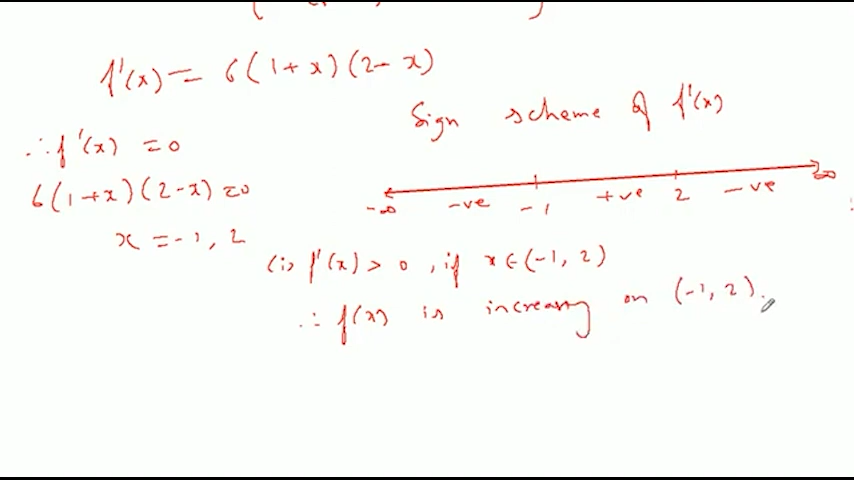 f'(x) = 6(1+x)(2-x)
Sign scheme of f'(x)
∴ f'(x) = 0
6(1+x)(2-x) = 0
-∞ -ve -1 +ve 2 -ve ∞
x = -1, 2
(i) f'(x) > 0, if x ∈ (-1, 2)
∴ f(x) is increasing on (-1, 2).